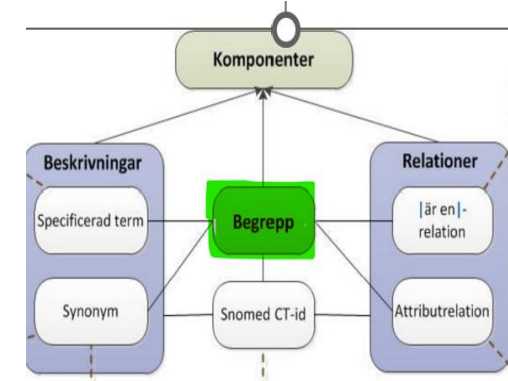 Komponenter
Beskrivningar
Specificerad term
Synonym
Begrepp
Snomed CT-id
Relationer
|är en|-
relation
Attributrelation